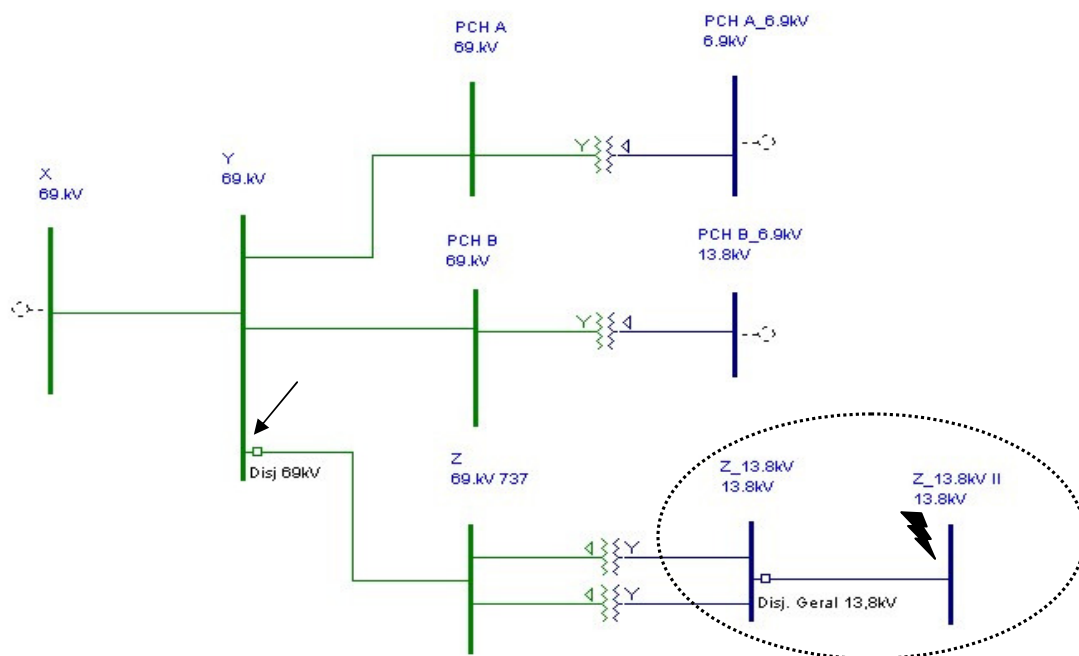 PCH A
69.kV
PCH A_6.9kV
6.9kV
X
69.kV
Y
69.kV
PCH B
69.kV
PCH B_6.9kV
13.8kV
Disj 69kV
Z
69.kV 737
Z_13.8kV
13.8kV
Z_13.8kV II
13.8kV
Disj. Geral 13,8kV